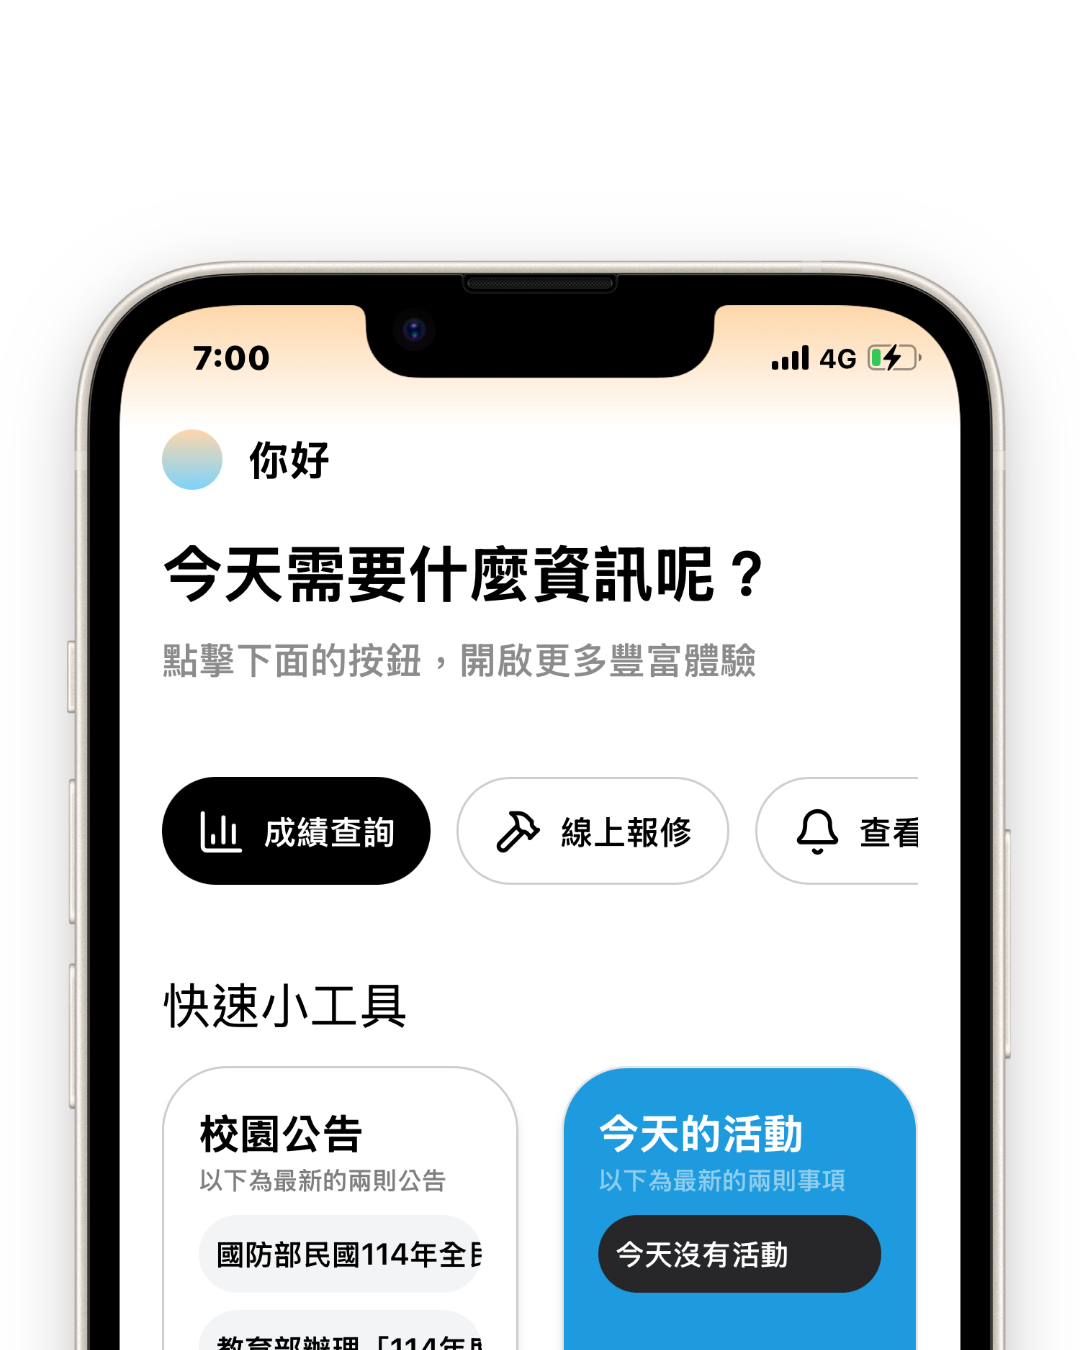 7:00
4G
你好
今天需要什麼資訊呢？
點擊下面的按鈕，開啟更多豐富體驗
成績查詢
線上報修
查看
快速小工具
校園公告
以下為最新的兩則公告
國防部民國114年全
今天的活動
以下為最新的兩則事項
今天沒有活動
教育部辦理「114年